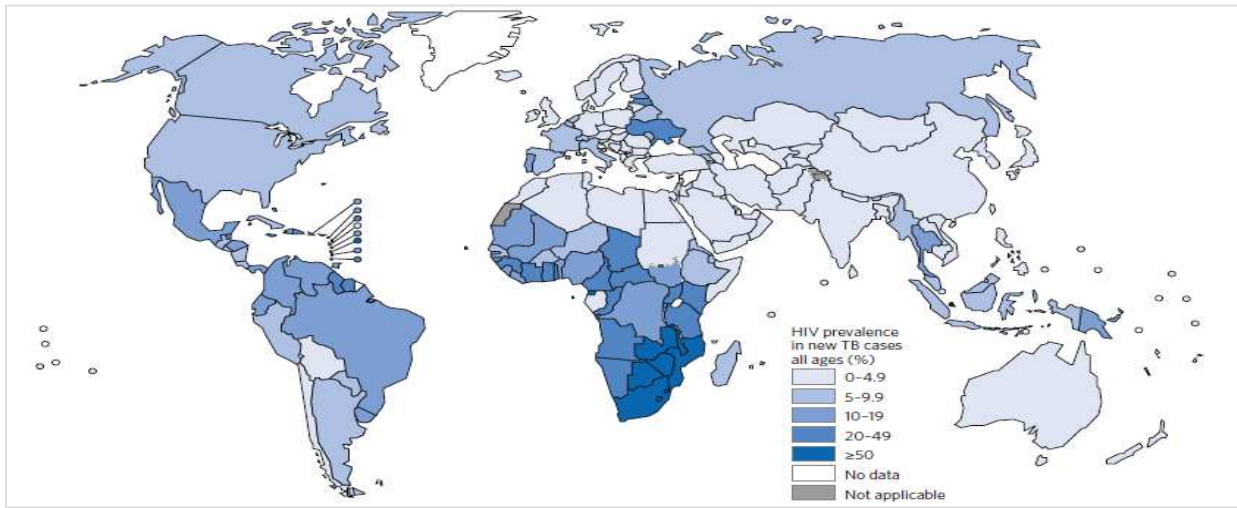 HIV prevalence
in new TB cases
all ages (%)
0–4.9
5–9.9
10–19
20–49
≥50
No data
Not applicable